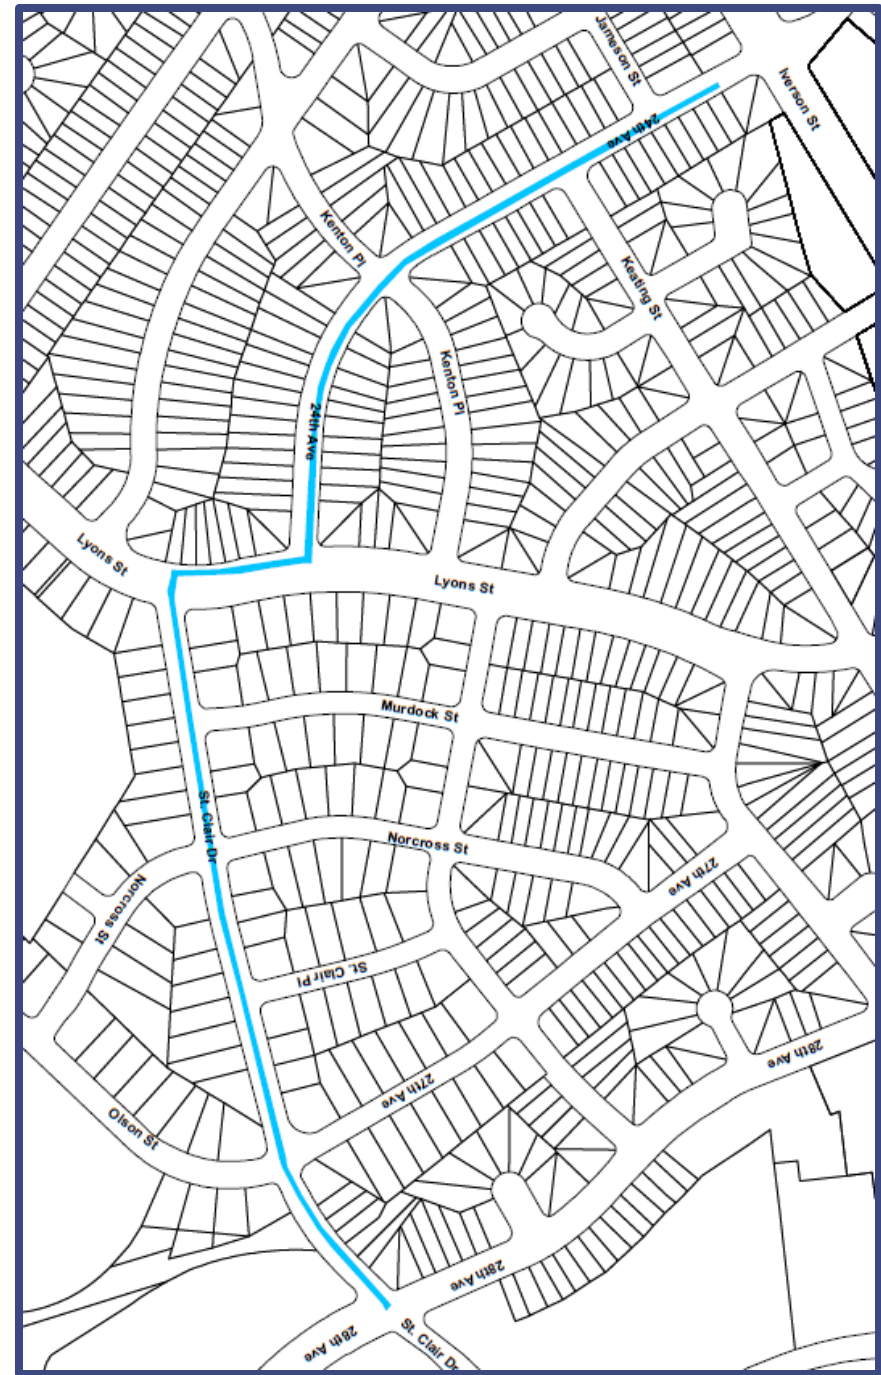 Jameson St
Iverson St
24th Ave
Kenton Pl
Keating St
Kenton Pl
24th Ave
Lyons St
Lyons St
Murdock St
St. Clair Dr
Norcross St
27th Ave
Norcross St
St. Clair Pl
28th Ave
27th Ave
Olson St
28th Ave
28th Ave
St. Clair Dr